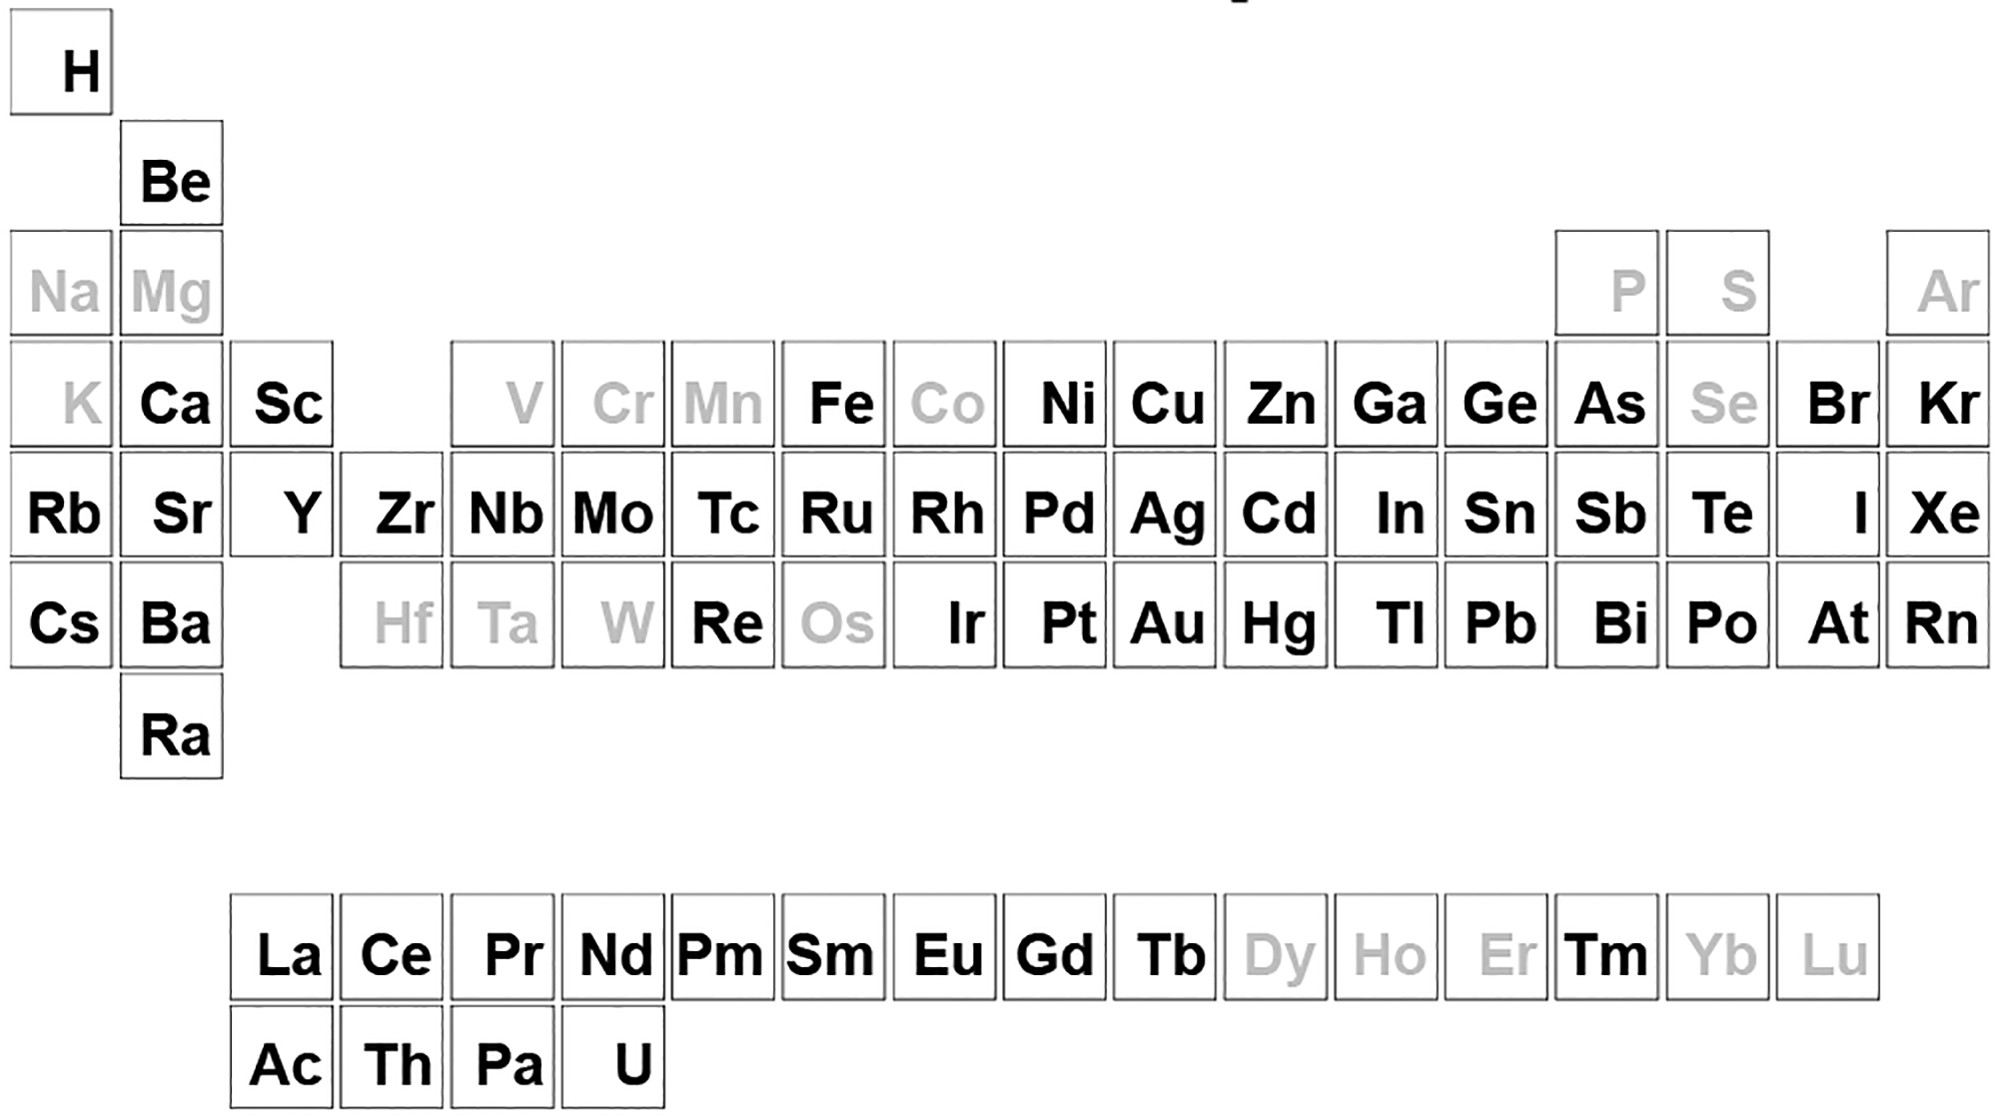 H
Be
Na Mg P S Ar
K Ca Sc V Cr Mn Fe Co Ni Cu Zn Ga Ge As Se Br Kr
Rb Sr Y Zr Nb Mo Tc Ru Rh Pd Ag Cd In Sn Sb Te I Xe
Cs Ba Hf Ta W Re Os Ir Pt Au Hg Tl Pb Bi Po At Rn
Ra
La Ce Pr Nd Pm Sm Eu Gd Tb Dy Ho Er Tm Yb Lu
Ac Th Pa U